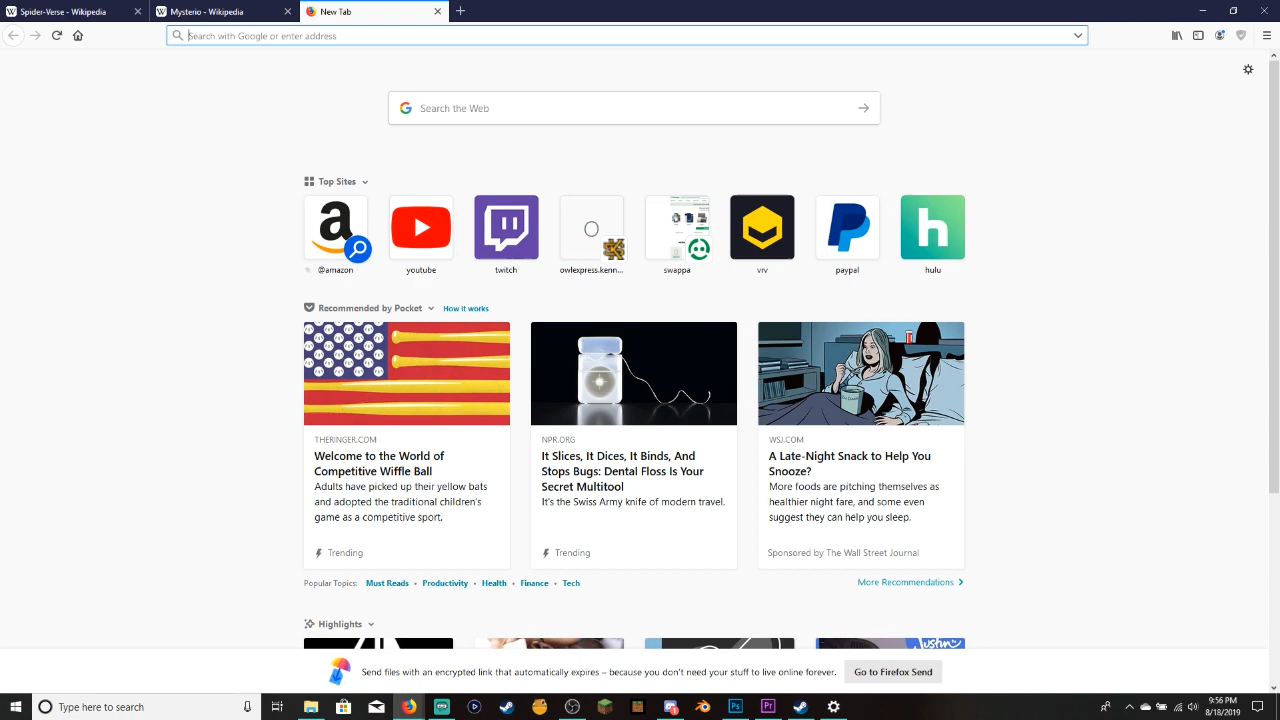 Spider-Verse - Wikipedia
Mysterio - Wikipedia
New Tab
Search with Google or enter address
Search the Web
Top Sites
@amazon
youtube
twitch
owlexpress.kenn...
swappa
vrv
paypal
hulu
Recommended by Pocket
How it works
THERINGER.COM
Welcome to the World of
Competitive Wiffle Ball
Adults have picked up their yellow bats
and adopted the traditional children's
game as a competitive sport.
Trending
NPR.ORG
It Slices, It Dices, It Binds, And
Stops Bugs: Dental Floss Is Your
Secret Multitool
It's the Swiss Army knife of modern travel.
Trending
WSJ.COM
A Late-Night Snack to Help You
Snooze?
More foods are pitching themselves as
healthier night fare, and some even
suggest they can help you sleep.
Sponsored by The Wall Street Journal
Popular Topics: Must Reads • Productivity • Health • Finance • Tech
More Recommendations
Highlights
Send files with an encrypted link that automatically expires – because you don't need your stuff to live online forever.
Go to Firefox Send
Type here to search
9:56 PM
8/18/2019